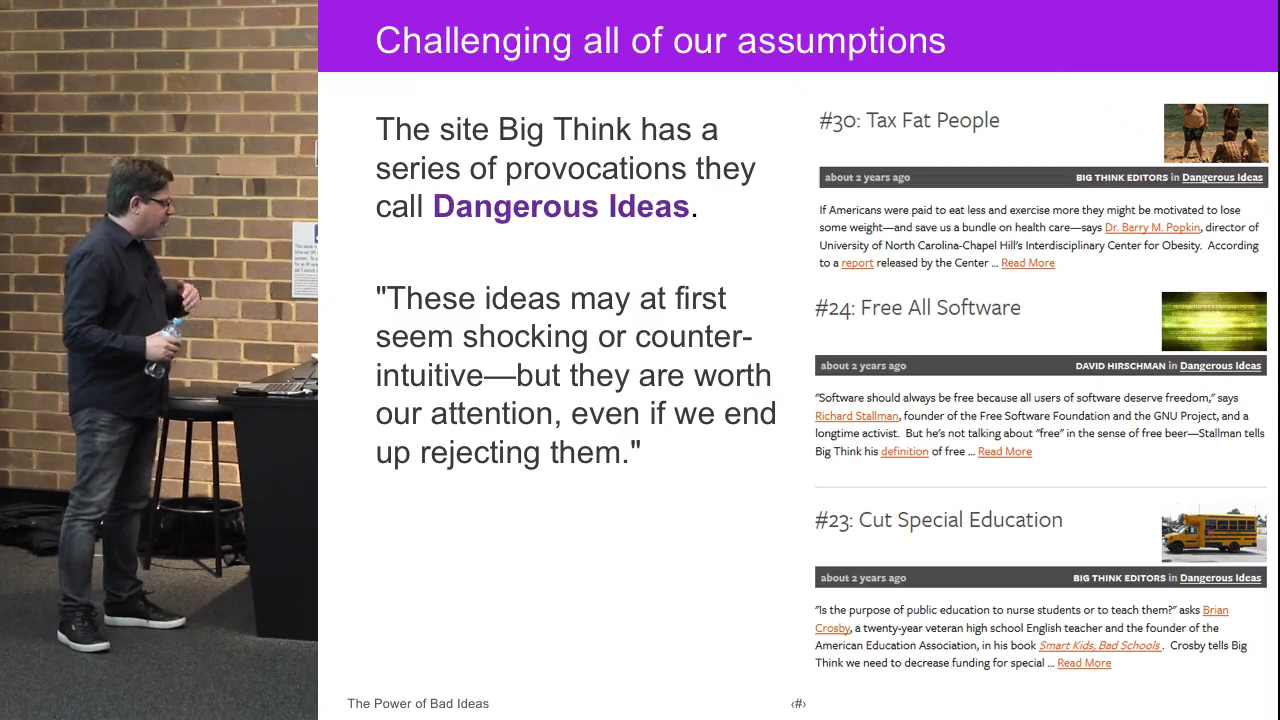 Challenging all of our assumptions
The site Big Think has a
series of provocations they
call Dangerous Ideas.
"These ideas may at first
seem shocking or counter-
intuitive—but they are worth
our attention, even if we end
up rejecting them."
#30: Tax Fat People
about 2 years ago BIG THINK EDITORS in Dangerous Ideas
If Americans were paid to eat less and exercise more they might be motivated to lose
some weight—and save us a bundle on health care—says Dr. Barry M. Popkin, director of
University of North Carolina-Chapel Hill's Interdisciplinary Center for Obesity. According
to a report released by the Center ... Read More
#24: Free All Software
about 2 years ago DAVID HIRSCHMAN in Dangerous Ideas
"Software should always be free because all users of software deserve freedom," says
Richard Stallman, founder of the Free Software Foundation and the GNU Project, and a
longtime activist. But he's not talking about "free" in the sense of free beer—Stallman tells
Big Think his definition of free ... Read More
#23: Cut Special Education
about 2 years ago BIG THINK EDITORS in Dangerous Ideas
"Is the purpose of public education to nurse students or to teach them?" asks Brian
Crosby, a twenty-year veteran high school English teacher and the founder of the
American Education Association, in his book Smart Kids, Bad Schools. Crosby tells Big
Think we need to decrease funding for special ... Read More
The Power of Bad Ideas ‹#›